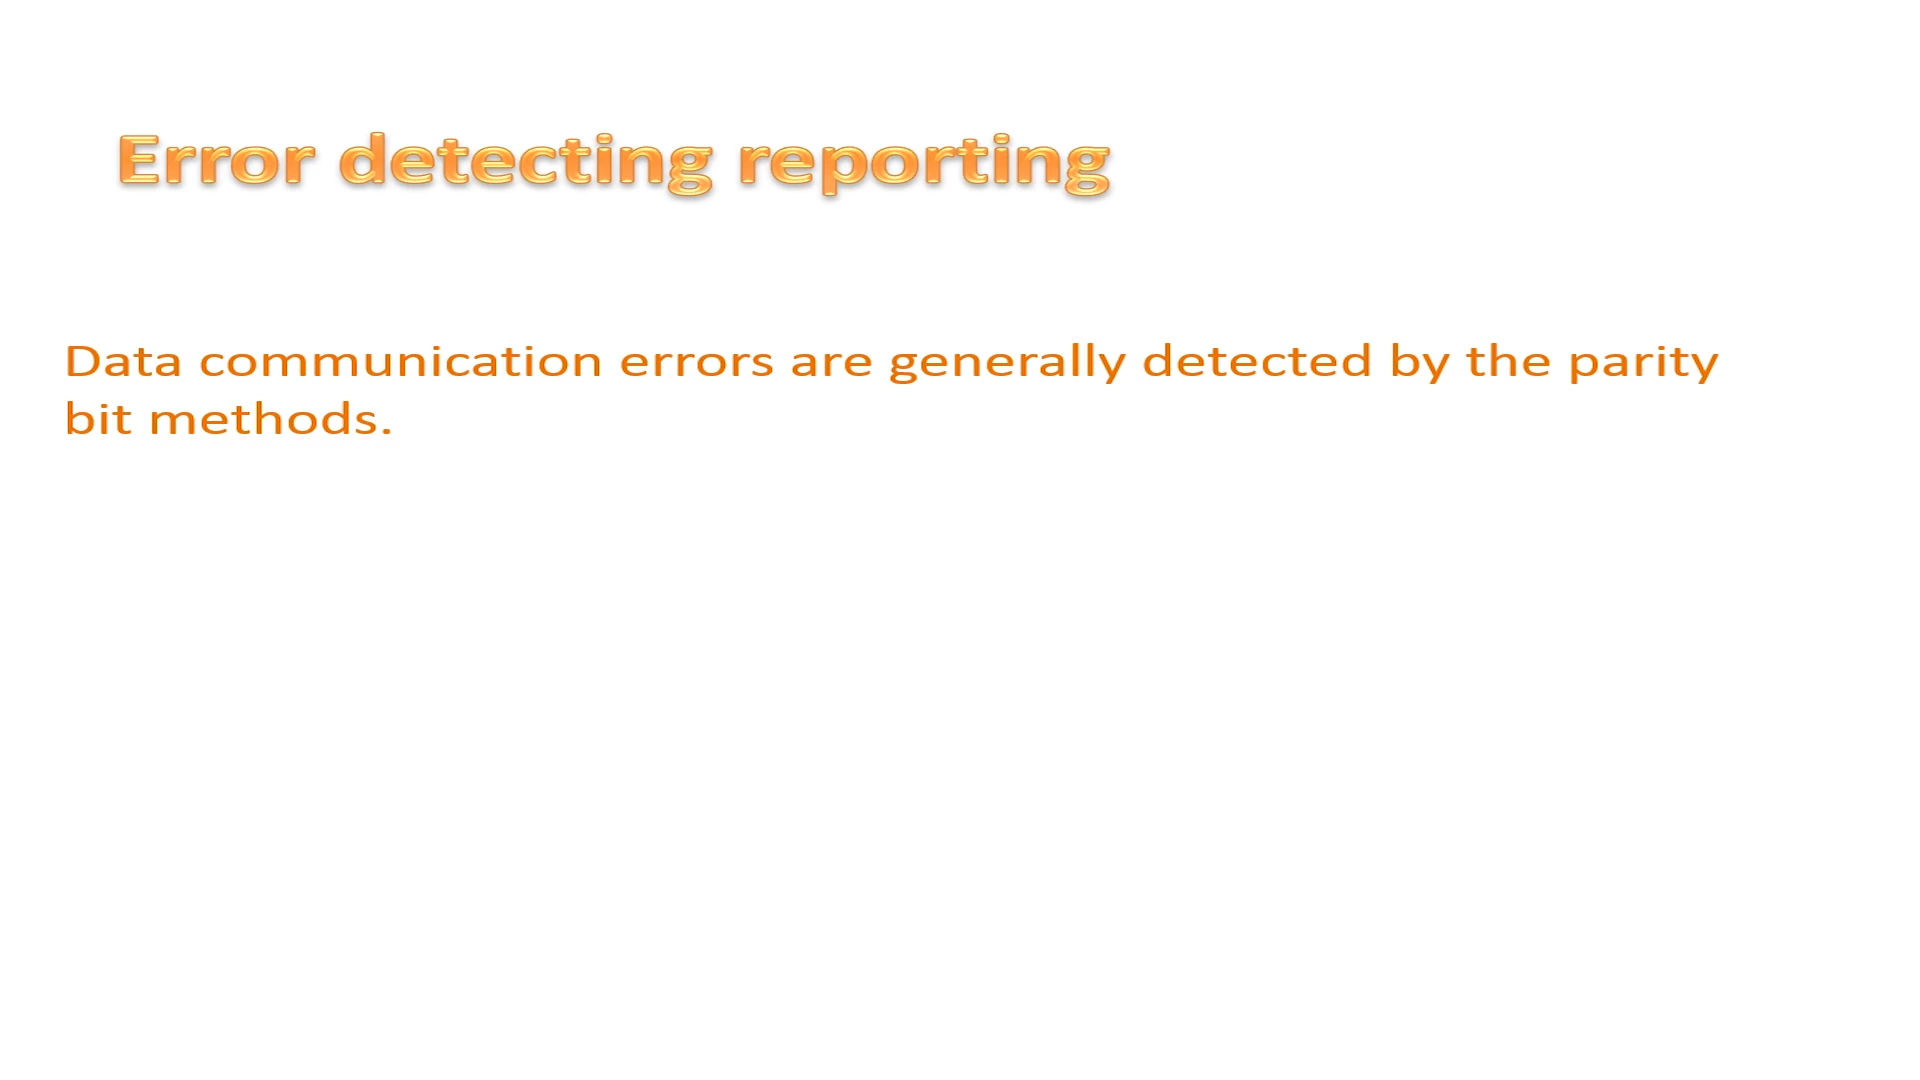 Error detecting reporting
Data communication errors are generally detected by the parity
bit methods.